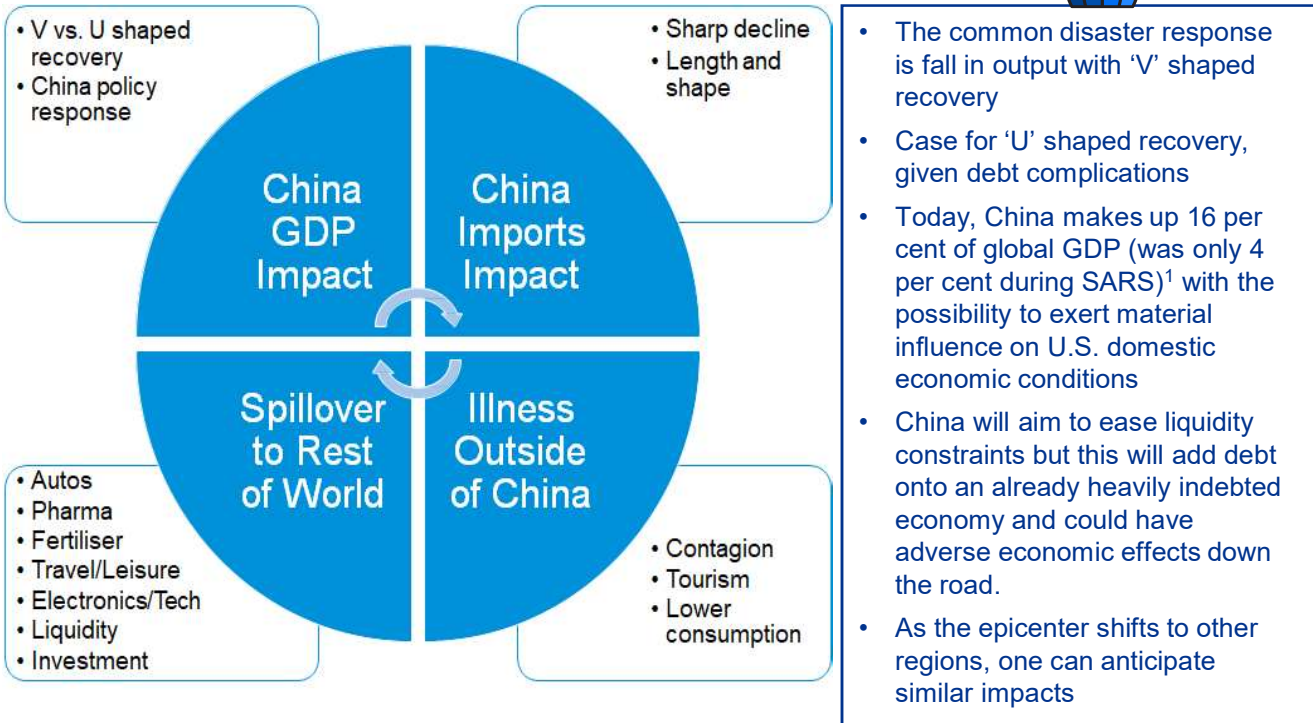 • V vs. U shaped
recovery
• China policy
response
• Sharp decline
• Length and
shape
China
GDP
Impact
China
Imports
Impact
Spillover
to Rest
of World
Illness
Outside
of China
• Autos
• Pharma
• Fertiliser
• Travel/Leisure
• Electronics/Tech
• Liquidity
• Investment
• Contagion
• Tourism
• Lower
consumption
• The common disaster response
is fall in output with ‘V’ shaped
recovery
• Case for ‘U’ shaped recovery,
given debt complications
• Today, China makes up 16 per
cent of global GDP (was only 4
per cent during SARS)¹ with the
possibility to exert material
influence on U.S. domestic
economic conditions
• China will aim to ease liquidity
constraints but this will add debt
onto an already heavily indebted
economy and could have
adverse economic effects down
the road.
• As the epicenter shifts to other
regions, one can anticipate
similar impacts